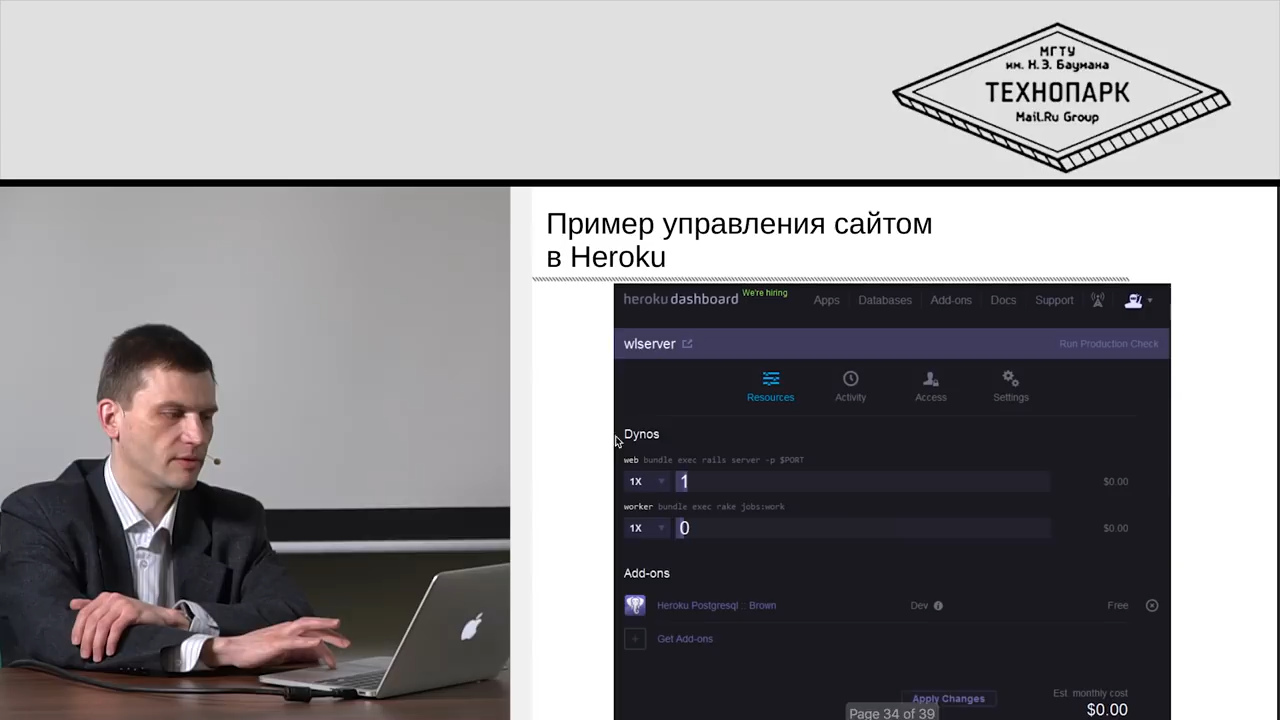 МГТУ
им. Н.Э. Баумана
ТЕХНОПАРК
Mail.Ru Group
Пример управления сайтом
в Heroku
heroku dashboard We're hiring Apps Databases Add-ons Docs Support
wlserver Run Production Check
Resources Activity Access Settings
Dynos
web bundle exec rails server -p $PORT
1X 1 $0.00
worker bundle exec rake jobs:work
1X 0 $0.00
Add-ons
Heroku Postgresql :: Brown Dev Free
Get Add-ons
Apply Changes Est. monthly cost
$0.00
Page 34 of 39